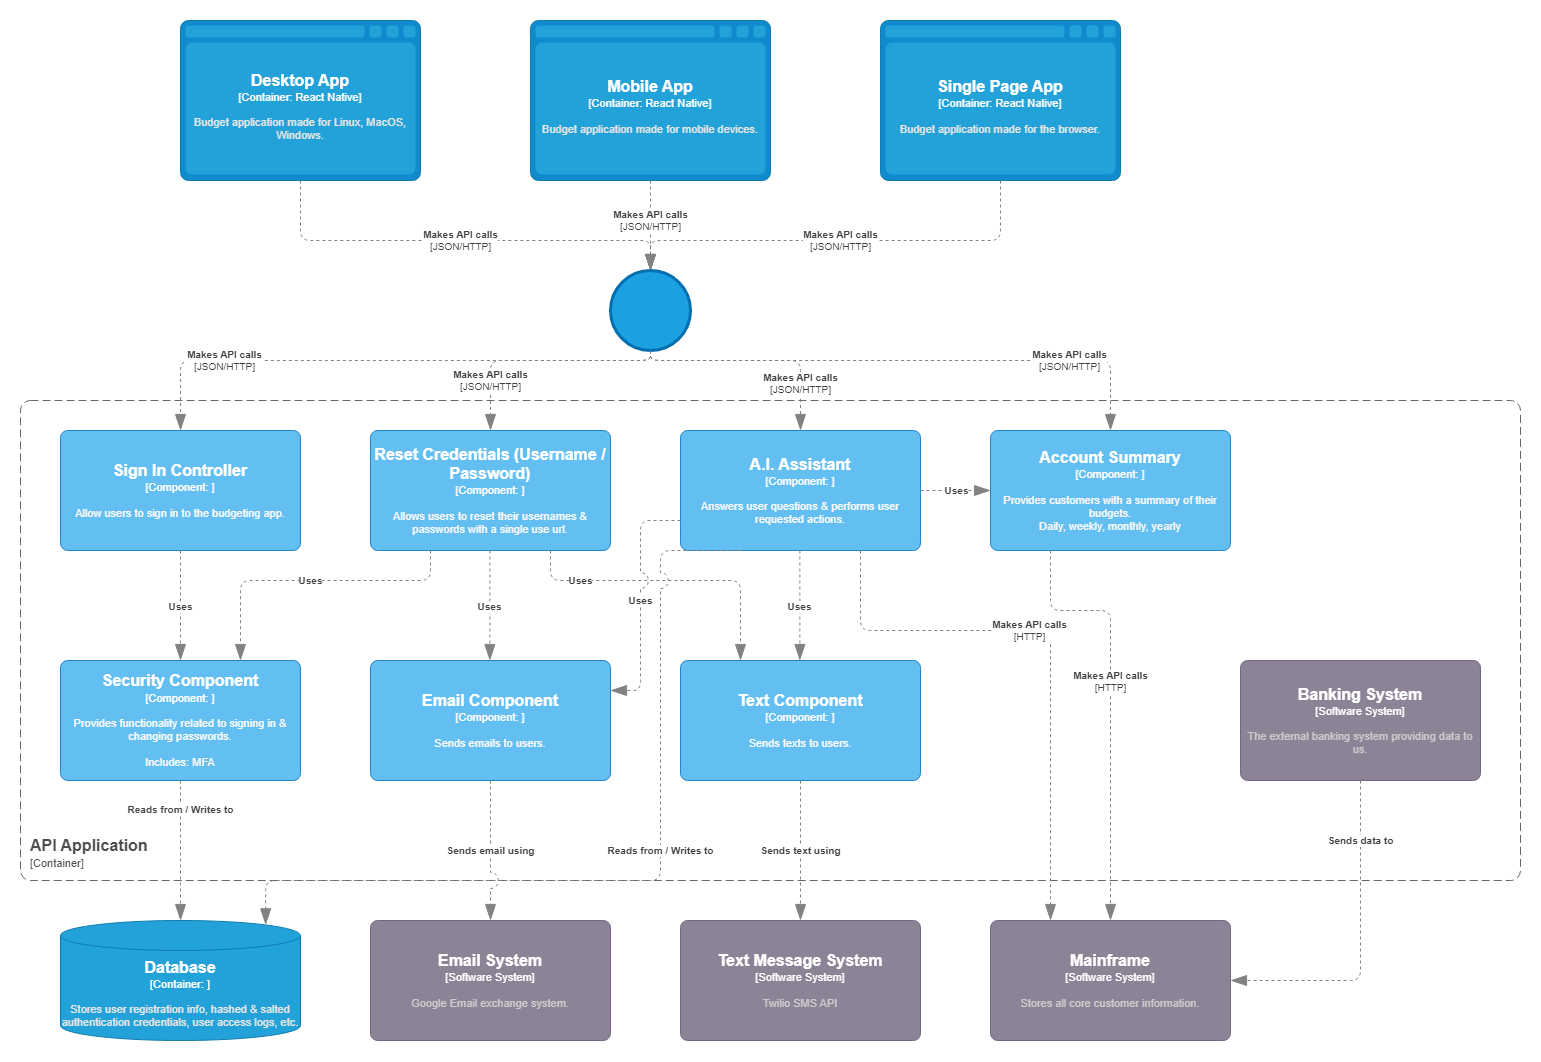 Desktop App
[Container: React Native]
Budget application made for Linux, MacOS,
Windows.
Mobile App
[Container: React Native]
Budget application made for mobile devices.
Single Page App
[Container: React Native]
Budget application made for the browser.
Makes API calls
[JSON/HTTP]
Makes API calls
[JSON/HTTP]
Makes API calls
[JSON/HTTP]
Makes API calls
[JSON/HTTP]
Makes API calls
[JSON/HTTP]
Makes API calls
[JSON/HTTP]
Makes API calls
[JSON/HTTP]
Sign In Controller
[Component: ]
Allow users to sign in to the budgeting app.
Reset Credentials (Username /
Password)
[Component: ]
Allows users to reset their usernames &
passwords with a single use url.
A.I. Assistant
[Component: ]
Answers user questions & performs user
requested actions.
Uses
Account Summary
[Component: ]
Provides customers with a summary of their
budgets.
Daily, weekly, monthly, yearly
Uses
Uses
Uses
Uses
Uses
Uses
Makes API calls
[HTTP]
Makes API calls
[HTTP]
Security Component
[Component: ]
Provides functionality related to signing in &
changing passwords.
Includes: MFA
Email Component
[Component: ]
Sends emails to users.
Text Component
[Component: ]
Sends texts to users.
Banking System
[Software System]
The external banking system providing data to
us.
Reads from / Writes to
Sends email using
Reads from / Writes to
Sends text using
Sends data to
API Application
[Container]
Database
[Container: ]
Stores user registration info, hashed & salted
authentication credentials, user access logs, etc.
Email System
[Software System]
Google Email exchange system.
Text Message System
[Software System]
Twilio SMS API
Mainframe
[Software System]
Stores all core customer information.